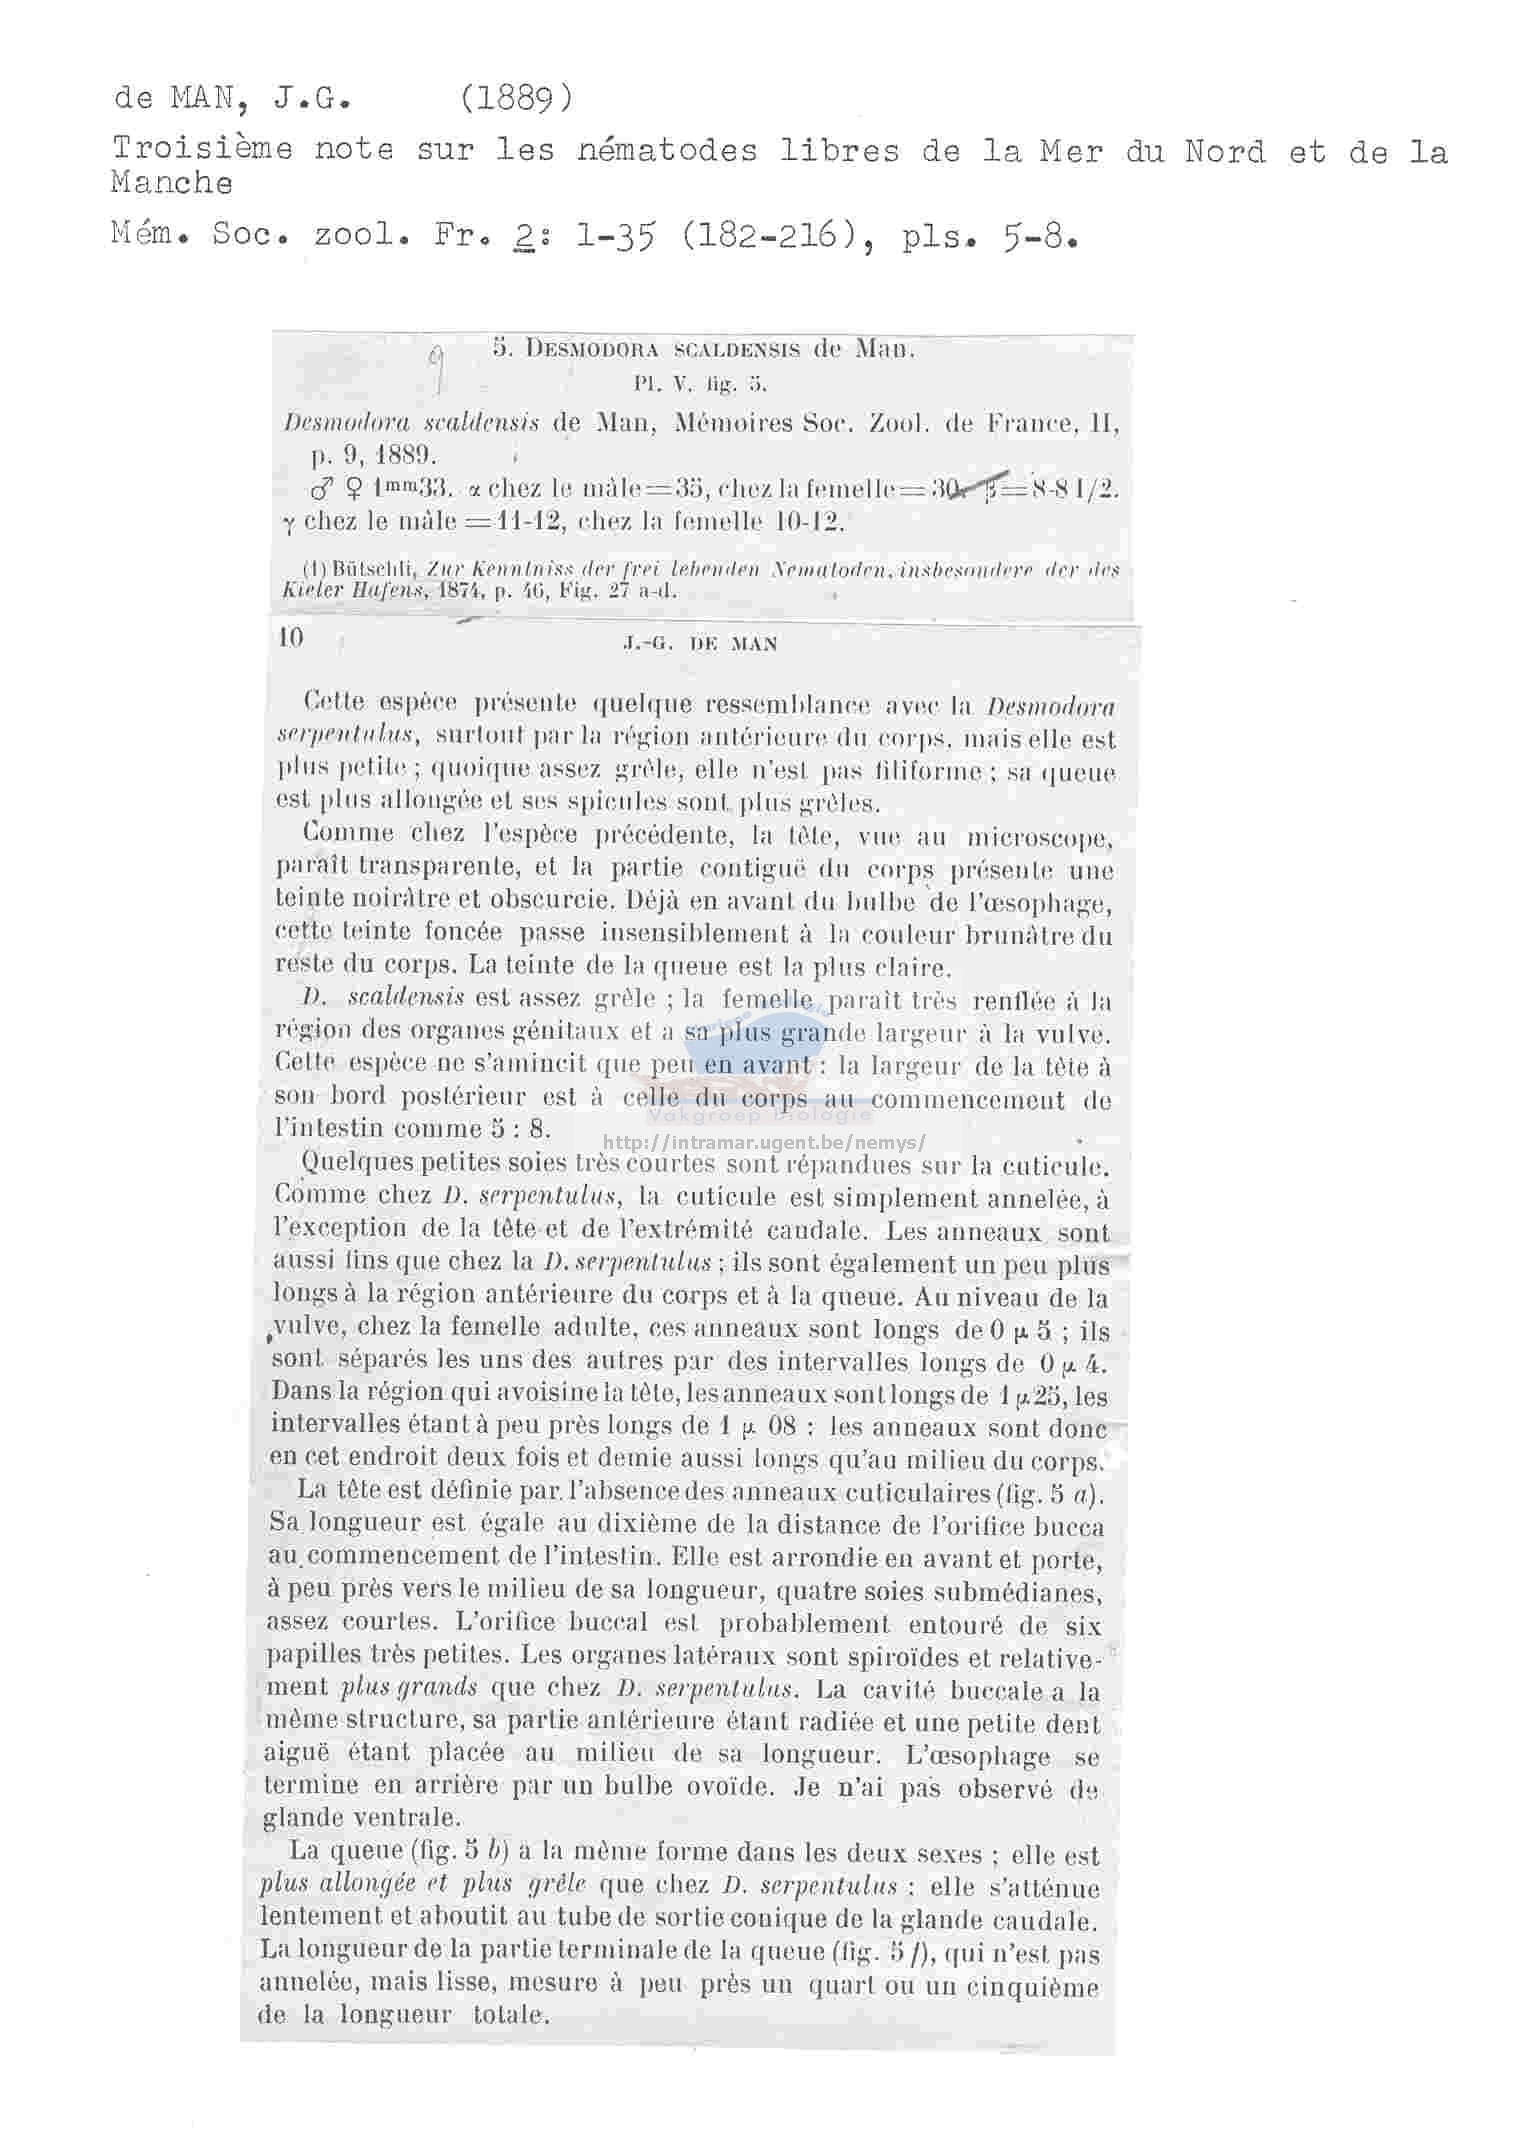 de MAN, J.G. (1889)
Troisième note sur les nématodes libres de la Mer du Nord et de la
Manche
Mém. Soc. zool. Fr. 2: 1-35 (182-216), pls. 5-8.
9
5. DESMODORA SCALDENSIS de Man.
Pl. V. fig. 5.
Desmodora scaldensis de Man, Mémoires Soc. Zool. de France, II,
p. 9, 1889.
♂ ♀ 1mm33. α chez le mâle=35, chez la femelle=30. β=8-8 1/2.
γ chez le mâle =11-12, chez la femelle 10-12.
(1) Bütschli, Zur Kenntniss der frei lebenden Nematoden, insbesondere der des
Kieler Hafens, 1874, p. 46, Fig. 27 a-d.
10 J.-G. DE MAN
Cette espèce présente quelque ressemblance avec la Desmodora
serpentulus, surtout par la région antérieure du corps, mais elle est
plus petite ; quoique assez grêle, elle n'est pas filiforme ; sa queue
est plus allongée et ses spicules sont plus grêles.
Comme chez l'espèce précédente, la tête, vue au microscope,
paraît transparente, et la partie contiguë du corps présente une
teinte noirâtre et obscurcie. Déjà en avant du bulbe de l'œsophage,
cette teinte foncée passe insensiblement à la couleur brunâtre du
reste du corps. La teinte de la queue est la plus claire.
D. scaldensis est assez grêle ; la femelle paraît très renflée à la
région des organes génitaux et a sa plus grande largeur à la vulve.
Cette espèce ne s'amincit que peu en avant : la largeur de la tête à
son bord postérieur est à celle du corps au commencement de
l'intestin comme 5 : 8.
Vakgroep Biologie
http://intramar.ugent.be/nemys/
Quelques petites soies très courtes sont répandues sur la cuticule.
Comme chez D. serpentulus, la cuticule est simplement annelée, à
l'exception de la tête et de l'extrémité caudale. Les anneaux sont
aussi fins que chez la D. serpentulus ; ils sont également un peu plus
longs à la région antérieure du corps et à la queue. Au niveau de la
vulve, chez la femelle adulte, ces anneaux sont longs de 0 μ 5 ; ils
sont séparés les uns des autres par des intervalles longs de 0 μ 4.
Dans la région qui avoisine la tête, les anneaux sont longs de 1 μ 25, les
intervalles étant à peu près longs de 1 μ 08 ; les anneaux sont donc
en cet endroit deux fois et demie aussi longs qu'au milieu du corps.
La tête est définie par l'absence des anneaux cuticulaires (fig. 5 a).
Sa longueur est égale au dixième de la distance de l'orifice bucca
au commencement de l'intestin. Elle est arrondie en avant et porte,
à peu près vers le milieu de sa longueur, quatre soies submédianes,
assez courtes. L'orifice buccal est probablement entouré de six
papilles très petites. Les organes latéraux sont spiroïdes et relative-
ment plus grands que chez D. serpentulus. La cavité buccale a la
même structure, sa partie antérieure étant radiée et une petite dent
aiguë étant placée au milieu de sa longueur. L'œsophage se
termine en arrière par un bulbe ovoïde. Je n'ai pas observé de
glande ventrale.
La queue (fig. 5 b) a la même forme dans les deux sexes ; elle est
plus allongée et plus grêle que chez D. serpentulus : elle s'atténue
lentement et aboutit au tube de sortie conique de la glande caudale.
La longueur de la partie terminale de la queue (fig. 5 f), qui n'est pas
annelée, mais lisse, mesure à peu près un quart ou un cinquième
de la longueur totale.